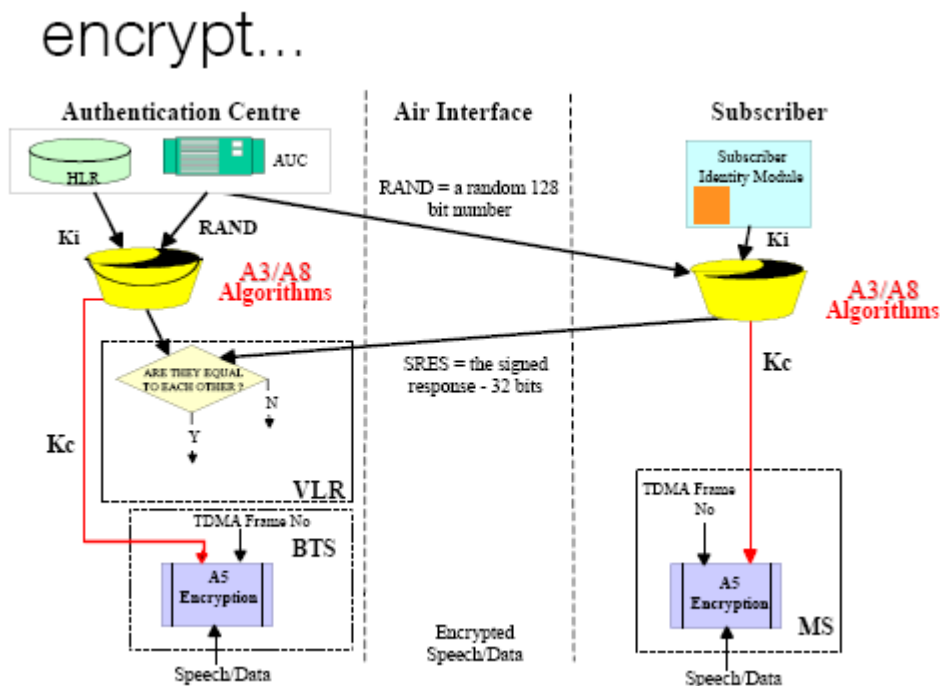 encrypt...
Authentication Centre
Air Interface
Subscriber
HLR
AUC
Subscriber
Identity Module
RAND = a random 128
bit number
Ki
RAND
Ki
A3/A8
Algorithms
A3/A8
Algorithms
SRES = the signed
response - 32 bits
Kc
ARE THEY EQUAL
TO EACH OTHER ?
N
Y
Kc
VLR
TDMA Frame
No
TDMA Frame No
BTS
A5
Encryption
A5
Encryption
MS
Encrypted
Speech/Data
Speech/Data
Speech/Data